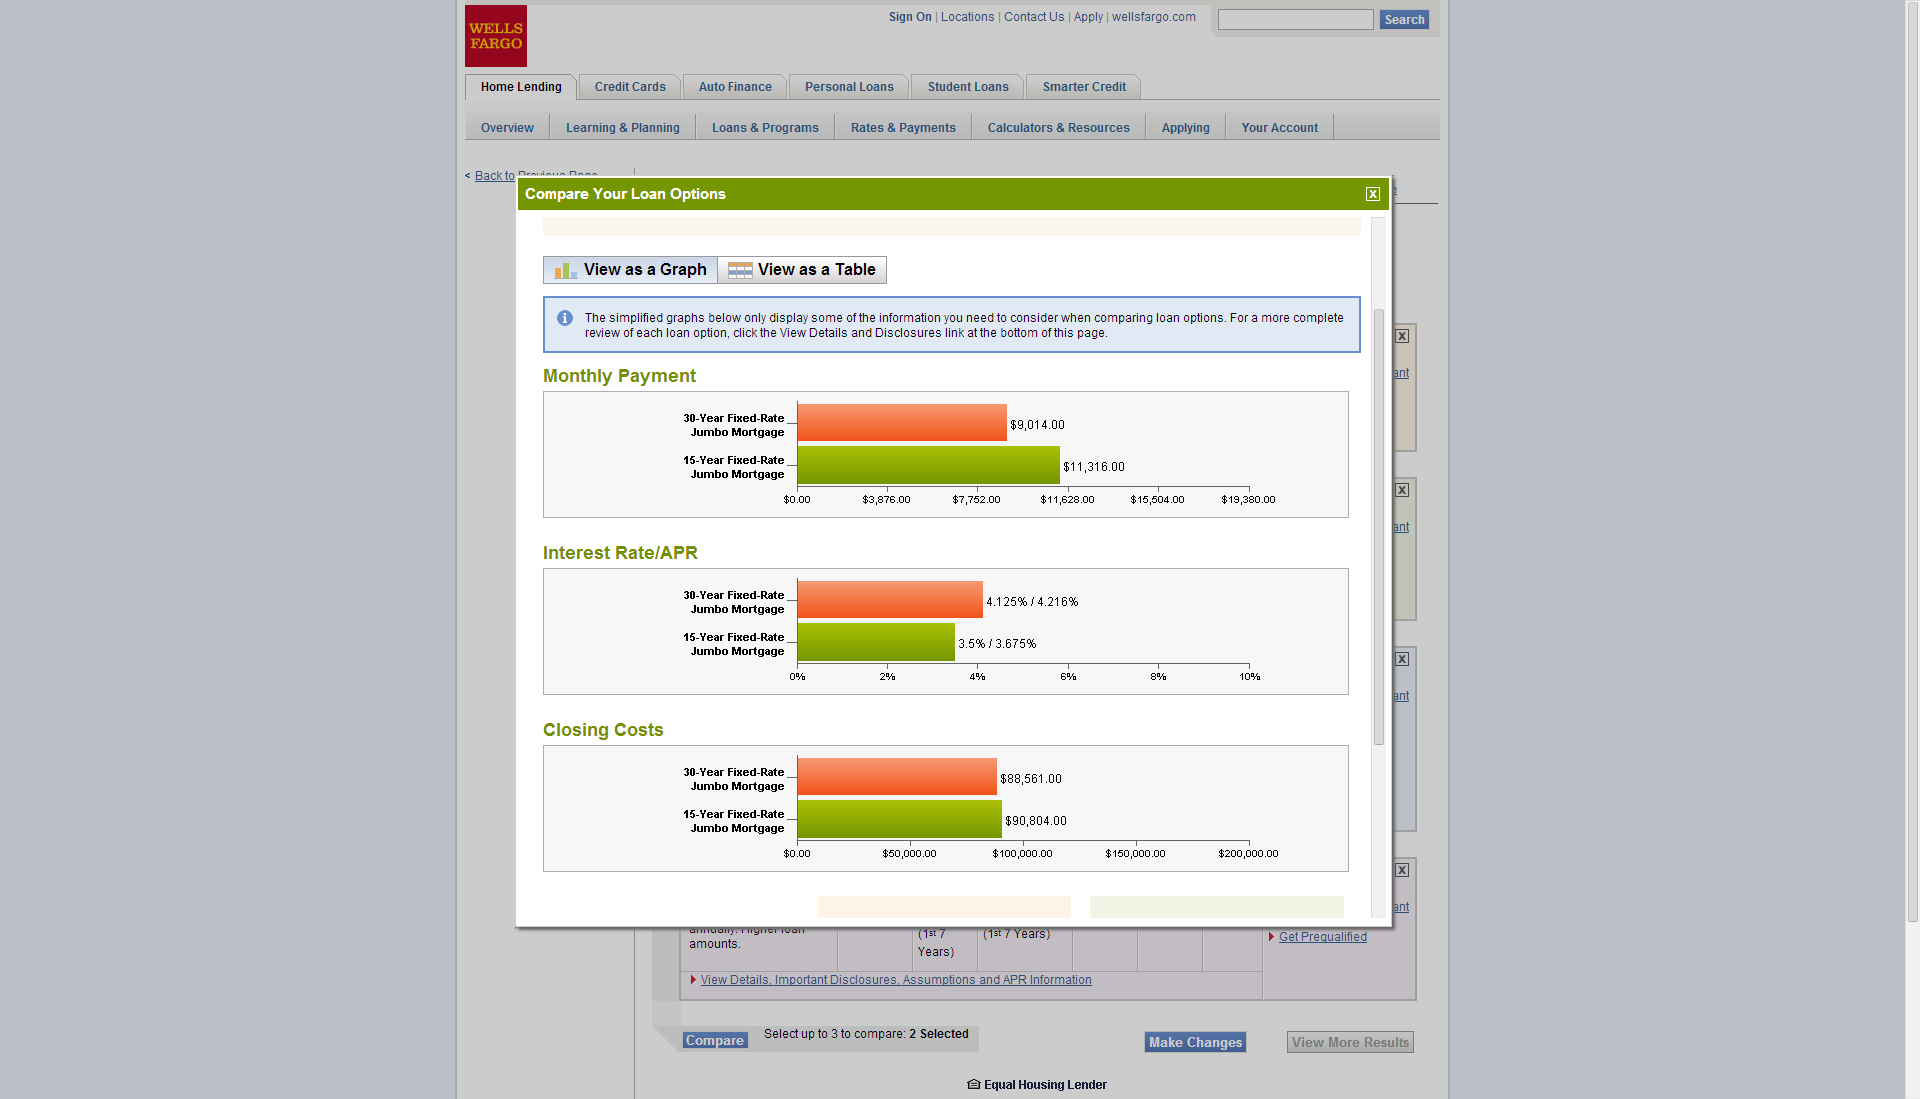 WELLS
FARGO
Sign On | Locations | Contact Us | Apply | wellsfargo.com
Search
Home Lending
Credit Cards
Auto Finance
Personal Loans
Student Loans
Smarter Credit
Overview
Learning & Planning
Loans & Programs
Rates & Payments
Calculators & Resources
Applying
Your Account
< Back to Previous Page
Compare Your Loan Options
X
View as a Graph
View as a Table
The simplified graphs below only display some of the information you need to consider when comparing loan options. For a more complete
review of each loan option, click the View Details and Disclosures link at the bottom of this page.
X
ant
Monthly Payment
30-Year Fixed-Rate
Jumbo Mortgage
$9,014.00
15-Year Fixed-Rate
Jumbo Mortgage
$11,316.00
$0.00 $3,876.00 $7,752.00 $11,628.00 $15,504.00 $19,380.00
X
ant
Interest Rate/APR
30-Year Fixed-Rate
Jumbo Mortgage
4.125% / 4.216%
15-Year Fixed-Rate
Jumbo Mortgage
3.5% / 3.675%
0% 2% 4% 6% 8% 10%
X
ant
Closing Costs
30-Year Fixed-Rate
Jumbo Mortgage
$88,561.00
15-Year Fixed-Rate
Jumbo Mortgage
$90,804.00
$0.00 $50,000.00 $100,000.00 $150,000.00 $200,000.00
X
ant
annually. Higher loan
amounts.
(1st 7
Years)
(1st 7 Years)
Get Prequalified
View Details, Important Disclosures, Assumptions and APR Information
Compare
Select up to 3 to compare: 2 Selected
Make Changes
View More Results
Equal Housing Lender